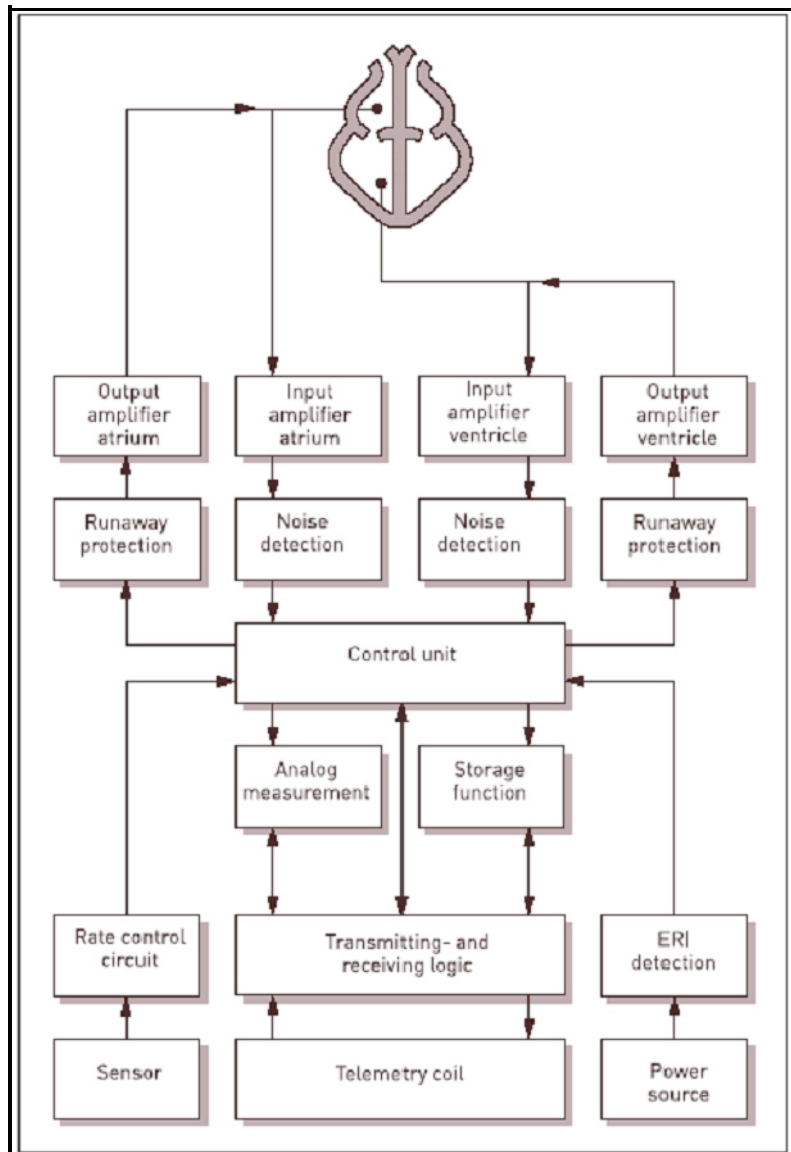 Output
amplifier
atrium
Input
amplifier
atrium
Input
amplifier
ventricle
Output
amplifier
ventricle
Runaway
protection
Noise
detection
Noise
detection
Runaway
protection
Control unit
Analog
measurement
Storage
function
Rate control
circuit
Transmitting- and
receiving logic
ERI
detection
Sensor
Telemetry coil
Power
source